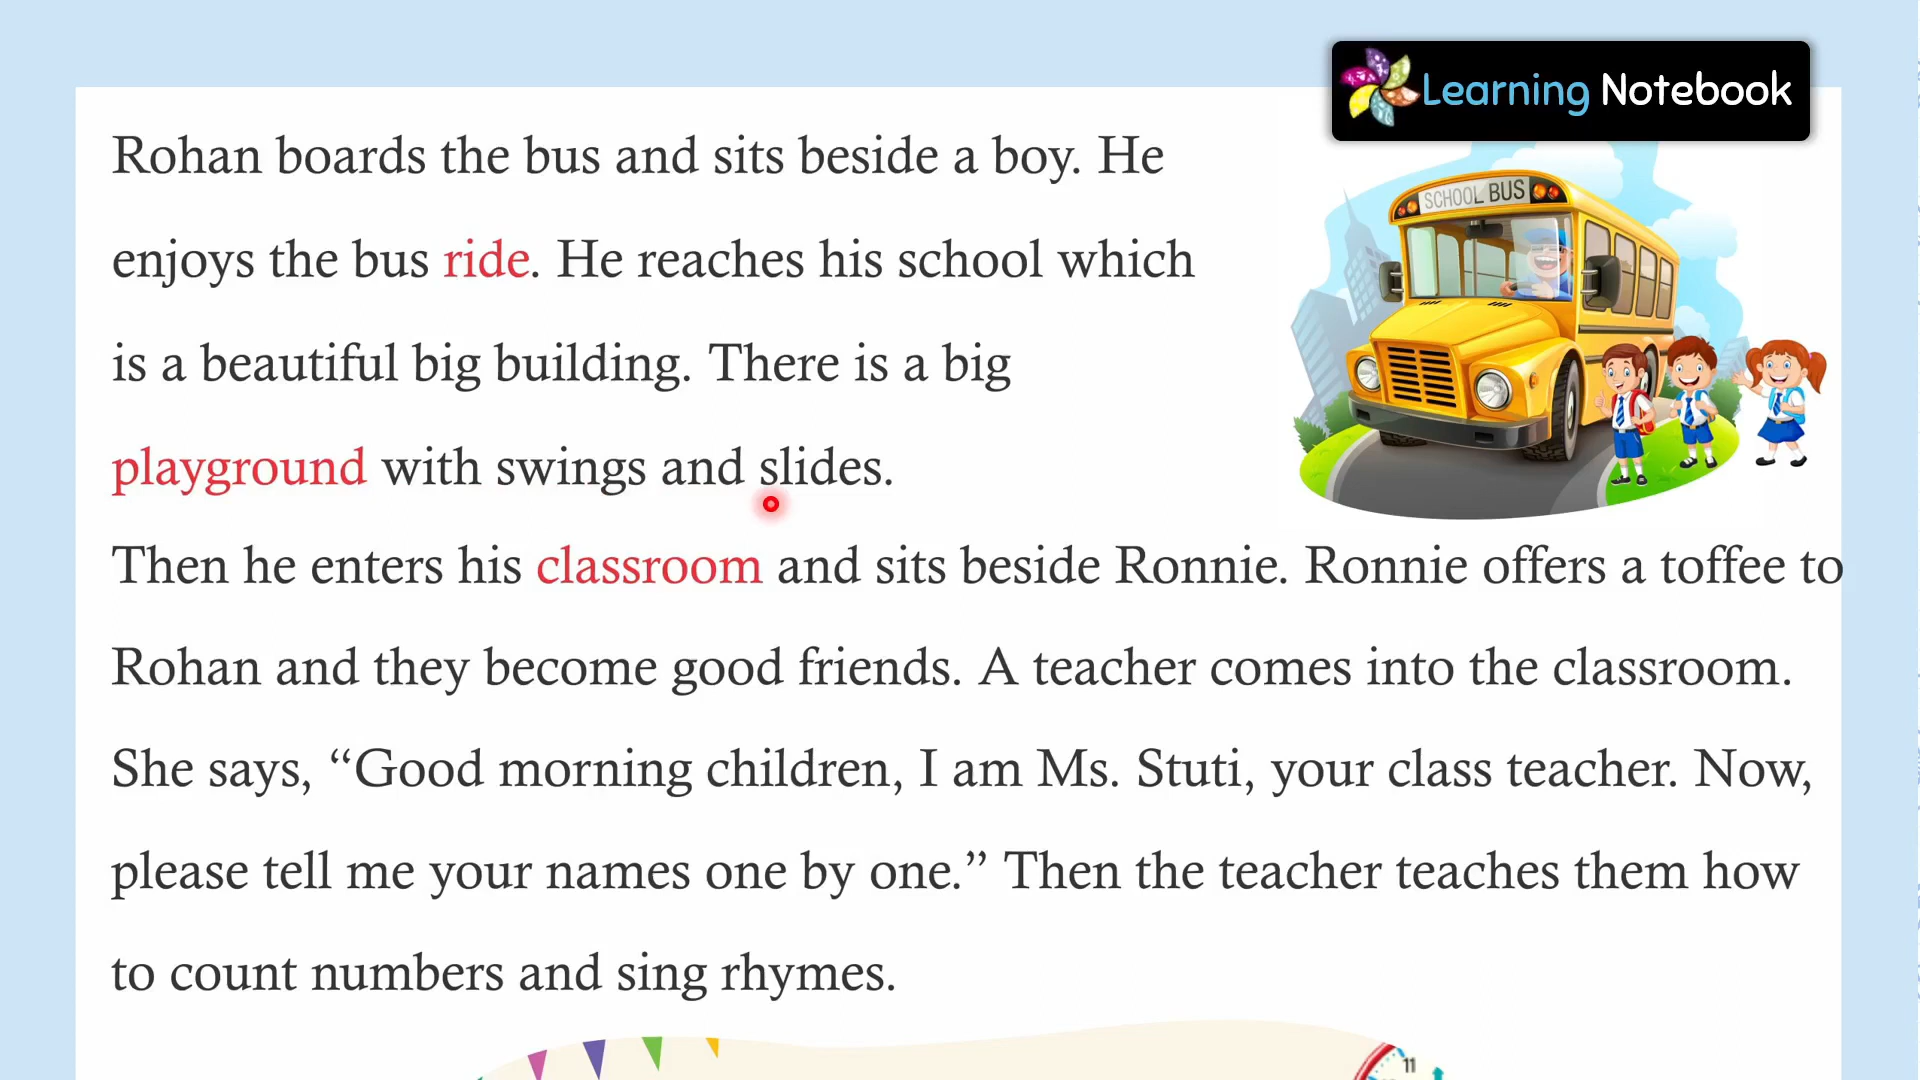 Learning Notebook
SCHOOL BUS
Rohan boards the bus and sits beside a boy. He
enjoys the bus ride. He reaches his school which
is a beautiful big building. There is a big
playground with swings and slides.
Then he enters his classroom and sits beside Ronnie. Ronnie offers a toffee to
Rohan and they become good friends. A teacher comes into the classroom.
She says, “Good morning children, I am Ms. Stuti, your class teacher. Now,
please tell me your names one by one.” Then the teacher teaches them how
to count numbers and sing rhymes.
11